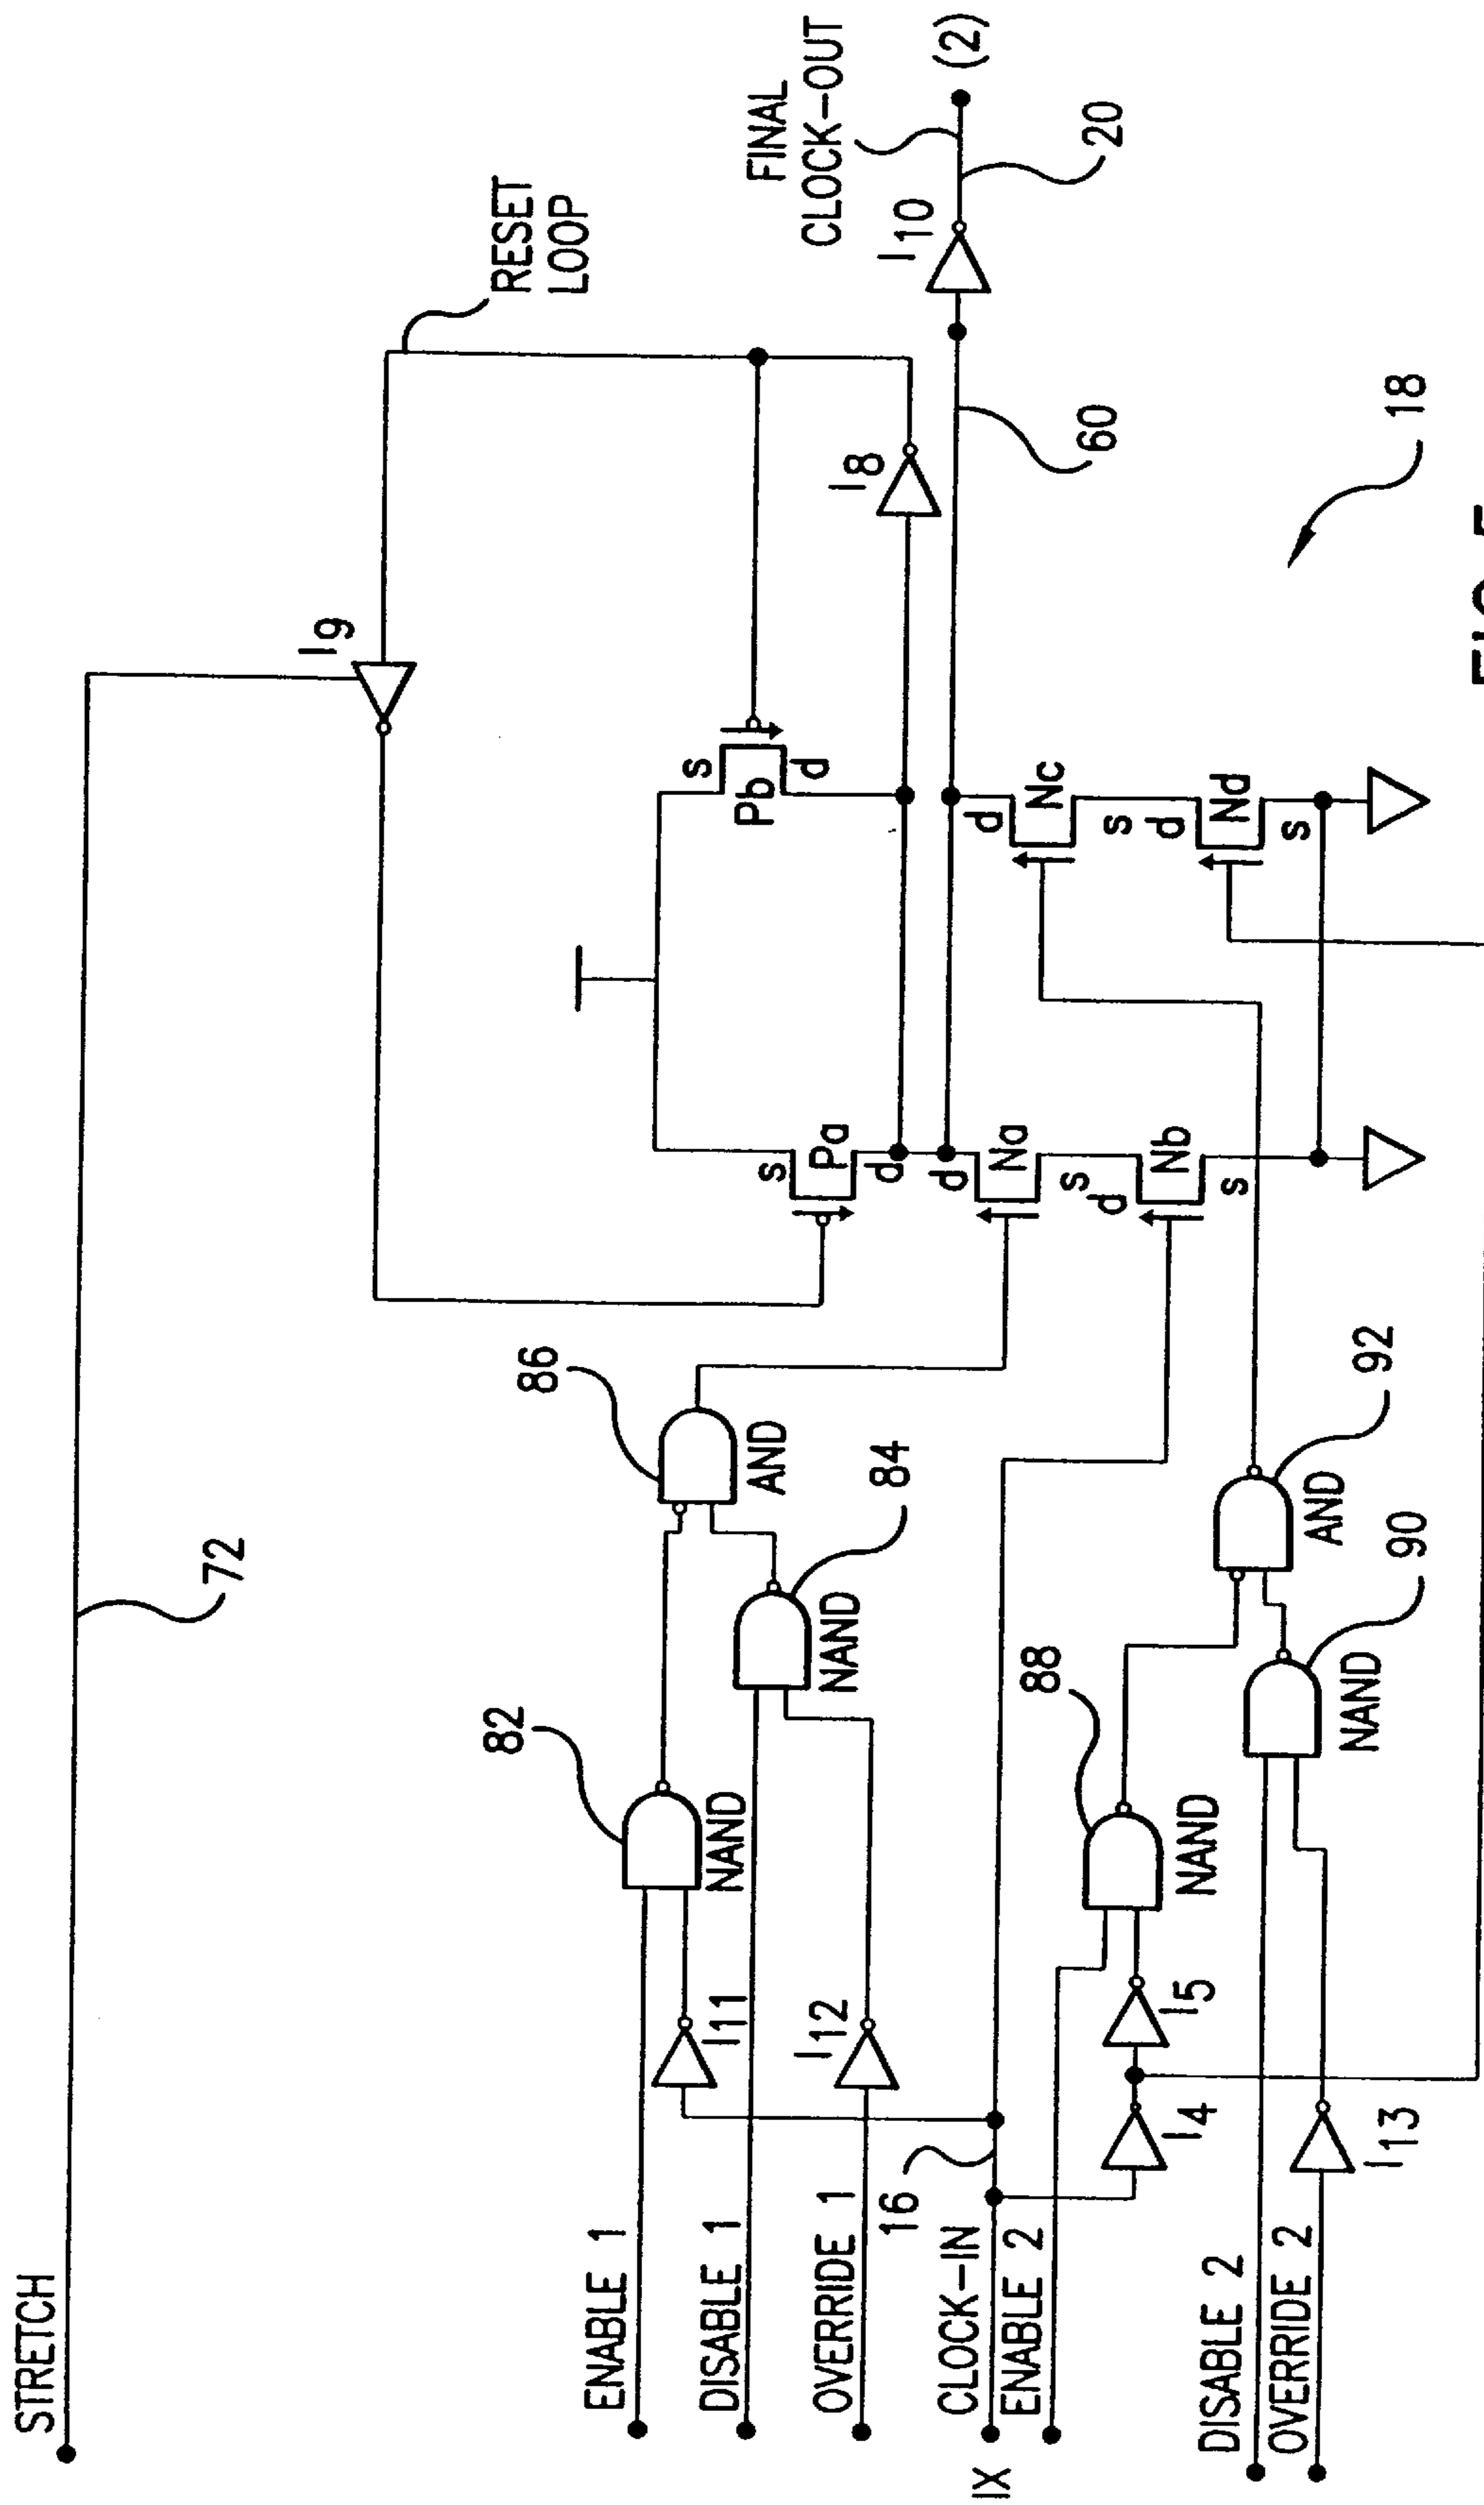 STRETCH
72
I9
RESET
LOOP
ENABLE 1
82
NAND
86
AND
DISABLE 1
I11
84
NAND
OVERRIDE 1
I12
s
Pa
d
s
Pb
d
I8
FINAL
CLOCK-OUT
I10
(2)
20
60
IX
CLOCK-IN
16
ENABLE 2
88
NAND
I4
I5
d
Na
s
d
Nb
s
d
Nc
s
d
Nd
s
DISABLE 2
OVERRIDE 2
I13
90
NAND
92
AND
18